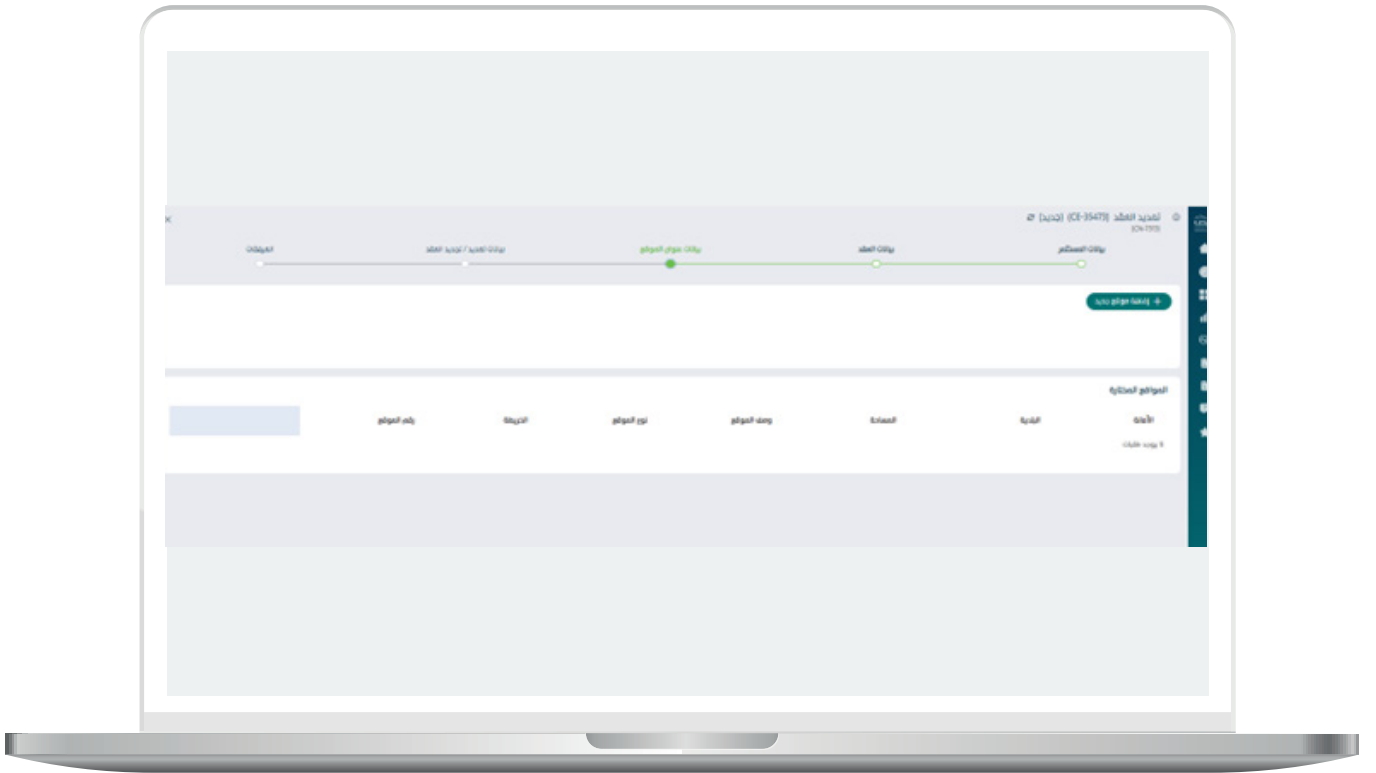 تمديد العقد (CE-35473) (جديد)
بيانات المستثمر
بيانات العقد
بيانات عنوان الموقع
بيانات تمديد / تجديد العقد
المرفقات
+ إضافة موقع جديد
المواقع المختارة
الأمانة
البلدية
المساحة
وصف الموقع
نوع الموقع
الخريطة
رقم الموقع
لا يوجد طلبات